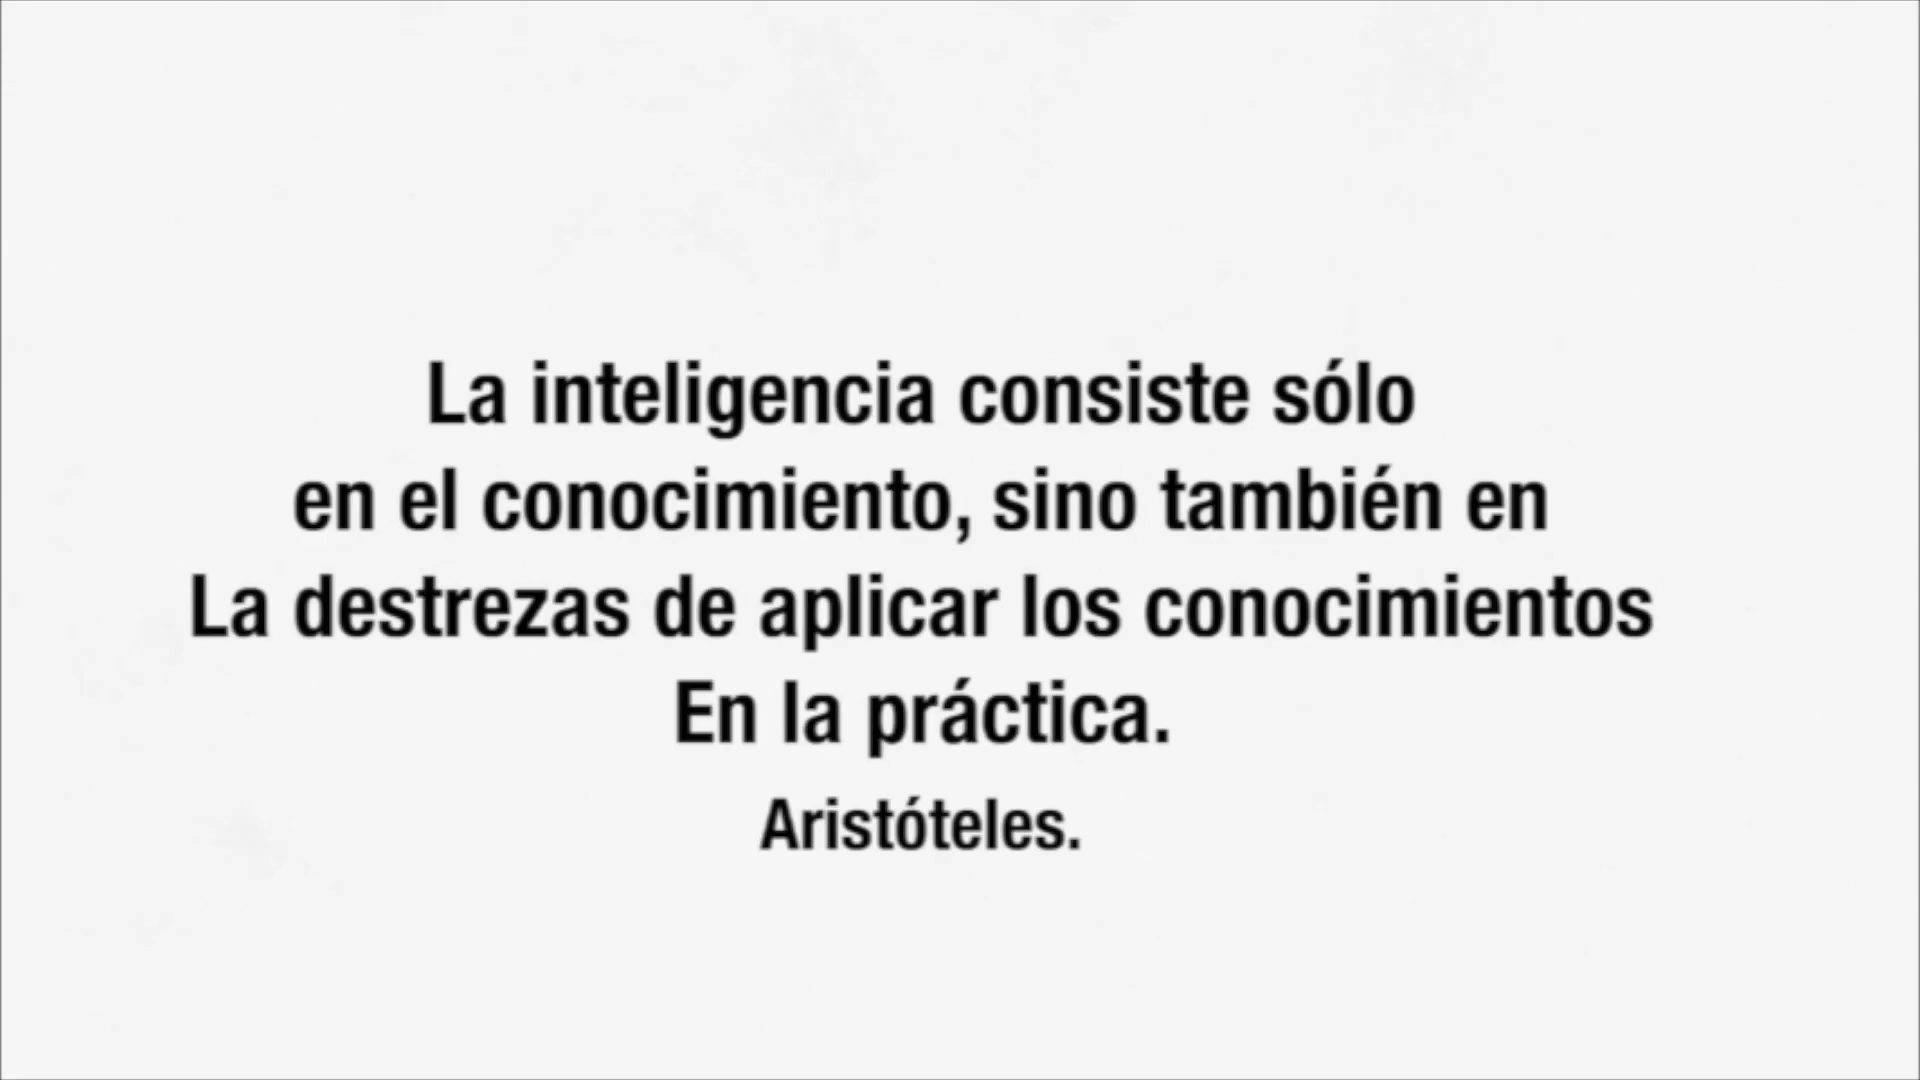 La inteligencia consiste sólo
en el conocimiento, sino también en
La destrezas de aplicar los conocimientos
En la práctica.
Aristóteles.